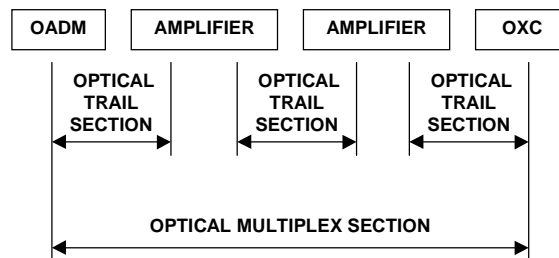 OADM AMPLIFIER AMPLIFIER OXC
OPTICAL TRAIL SECTION
OPTICAL TRAIL SECTION
OPTICAL TRAIL SECTION
OPTICAL MULTIPLEX SECTION